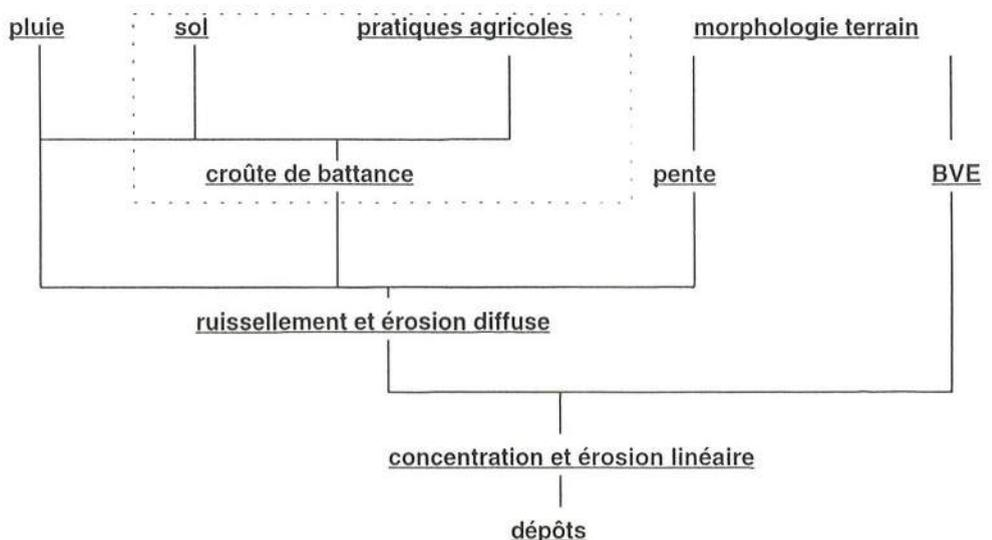 pluie sol pratiques agricoles morphologie terrain
croûte de battance pente BVE
ruissellement et érosion diffuse
concentration et érosion linéaire
dépôts